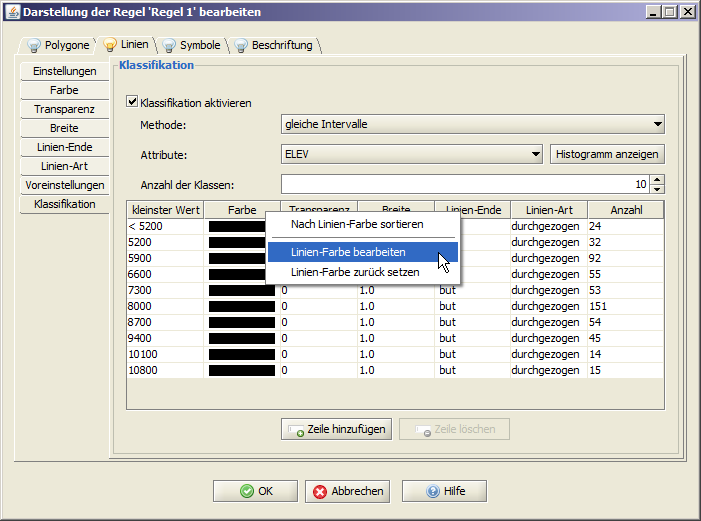 Darstellung der Regel 'Regel 1' bearbeiten
Polygone Linien Symbole Beschriftung
Einstellungen
Farbe
Transparenz
Breite
Linien-Ende
Linien-Art
Voreinstellungen
Klassifikation
Klassifikation
Klassifikation aktivieren
Methode: gleiche Intervalle
Attribute: ELEV Histogramm anzeigen
Anzahl der Klassen: 10
kleinster Wert Farbe Transparenz Breite Linien-Ende Linien-Art Anzahl
< 5200 durchgezogen 24
5200 durchgezogen 32
5900 durchgezogen 92
6600 durchgezogen 55
7300 0 1.0 but durchgezogen 53
8000 0 1.0 but durchgezogen 151
8700 0 1.0 but durchgezogen 54
9400 0 1.0 but durchgezogen 45
10100 0 1.0 but durchgezogen 14
10800 0 1.0 but durchgezogen 15
Nach Linien-Farbe sortieren
Linien-Farbe bearbeiten
Linien-Farbe zurück setzen
Zeile hinzufügen Zeile löschen
OK Abbrechen Hilfe